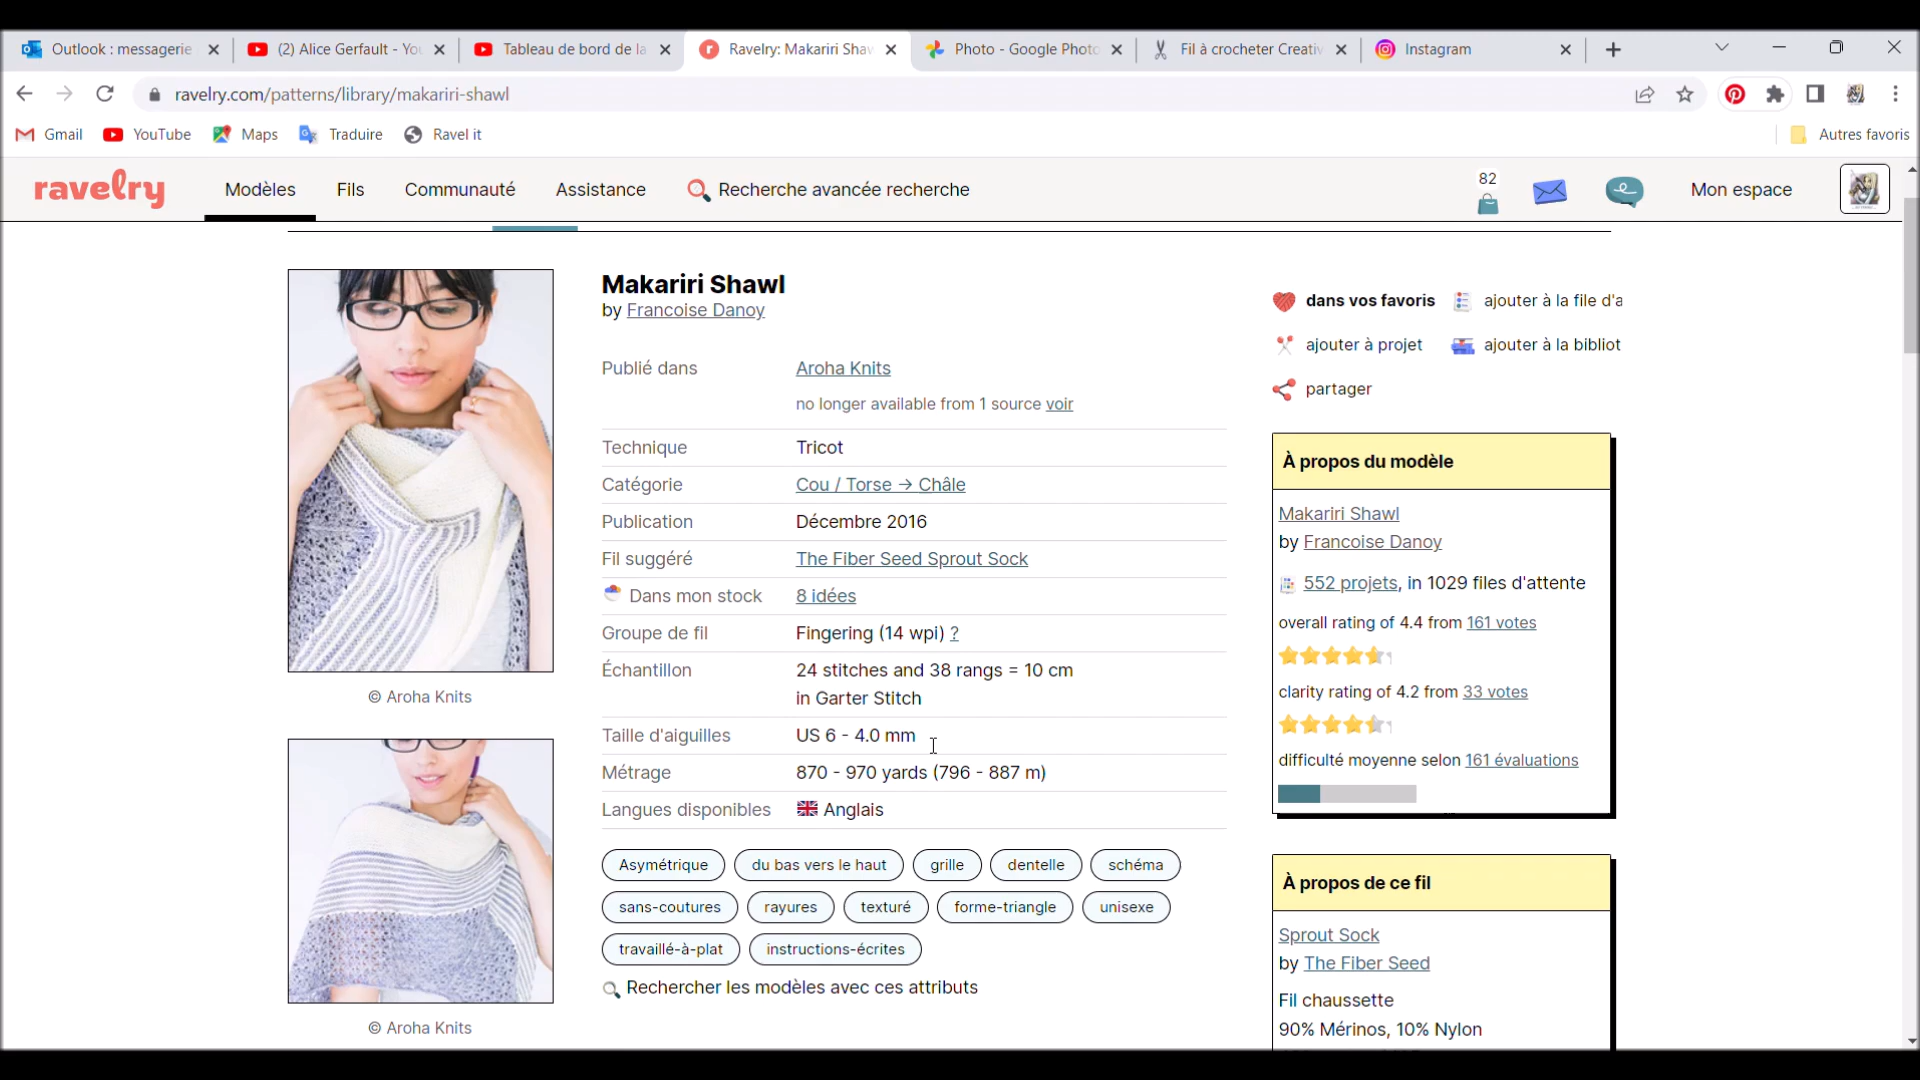 Outlook : messagerie
(2) Alice Gerfault - You
Tableau de bord de la
Ravelry: Makariri Shaw
Photo - Google Photo
Fil à crocheter Creativ
Instagram
ravelry.com/patterns/library/makariri-shawl
Gmail
YouTube
Maps
Traduire
Ravel it
Autres favoris
ravelry
Modèles
Fils
Communauté
Assistance
Recherche avancée recherche
82
Mon espace
Makariri Shawl
by Francoise Danoy
Publié dans Aroha Knits
no longer available from 1 source voir
Technique Tricot
Catégorie Cou / Torse → Châle
Publication Décembre 2016
Fil suggéré The Fiber Seed Sprout Sock
Dans mon stock 8 idées
Groupe de fil Fingering (14 wpi) ?
Échantillon 24 stitches and 38 rangs = 10 cm
in Garter Stitch
Taille d'aiguilles US 6 - 4.0 mm
Métrage 870 - 970 yards (796 - 887 m)
Langues disponibles Anglais
Asymétrique du bas vers le haut grille dentelle schéma
sans-coutures rayures texturé forme-triangle unisexe
travaillé-à-plat instructions-écrites
Rechercher les modèles avec ces attributs
© Aroha Knits
© Aroha Knits
dans vos favoris ajouter à la file d'a
ajouter à projet ajouter à la bibliot
partager
À propos du modèle
Makariri Shawl
by Francoise Danoy
552 projets, in 1029 files d'attente
overall rating of 4.4 from 161 votes
clarity rating of 4.2 from 33 votes
difficulté moyenne selon 161 évaluations
À propos de ce fil
Sprout Sock
by The Fiber Seed
Fil chaussette
90% Mérinos, 10% Nylon